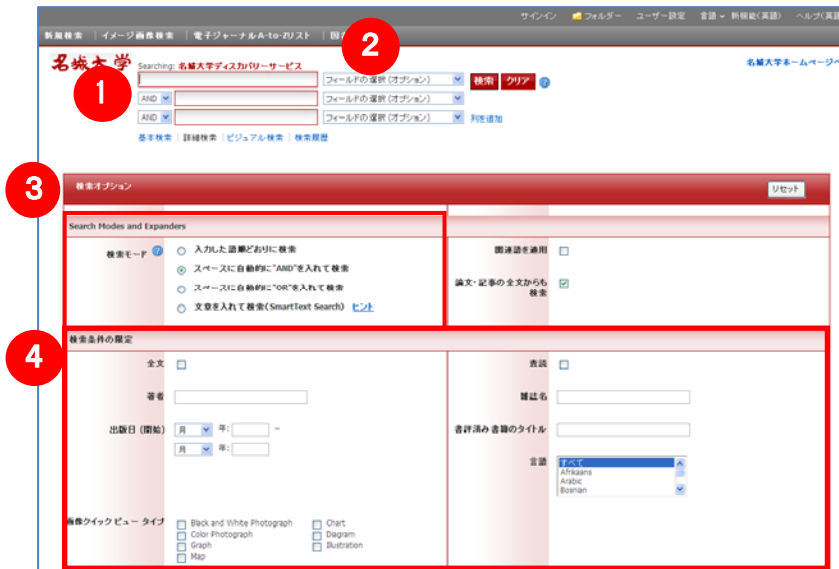 サインイン フォルダー ユーザー設定 言語 新機能(英語) ヘルプ(英語
新規検索 | イメージ画像検索 | 電子ジャーナルA-to-Zリスト |
2
名城大学 Searching: 名城大学ディスカバリーサービス 名城大学ホームページへ
1
フィールドの選択 (オプション) 検索 クリア ?
AND フィールドの選択 (オプション)
AND フィールドの選択 (オプション) 列を追加
基本検索 | 詳細検索 | ビジュアル検索 | 検索履歴
3
検索オプション リセット
Search Modes and Expanders
検索モード ? 入力した語順どおりに検索 関連語を適用
スペースに自動的に"AND"を入れて検索
スペースに自動的に"OR"を入れて検索 論文・記事の全文からも
検索
文章を入れて検索(SmartText Search) ヒント
4
検索条件の限定
全文 査読
著者 雑誌名
出版日 (開始) 月 年: – 書評済み書籍のタイトル
月 年:
言語 すべて
Afrikaans
Arabic
Bosnian
画像クイックビュー タイプ Black and White Photograph Chart
Color Photograph Diagram
Graph Illustration
Map